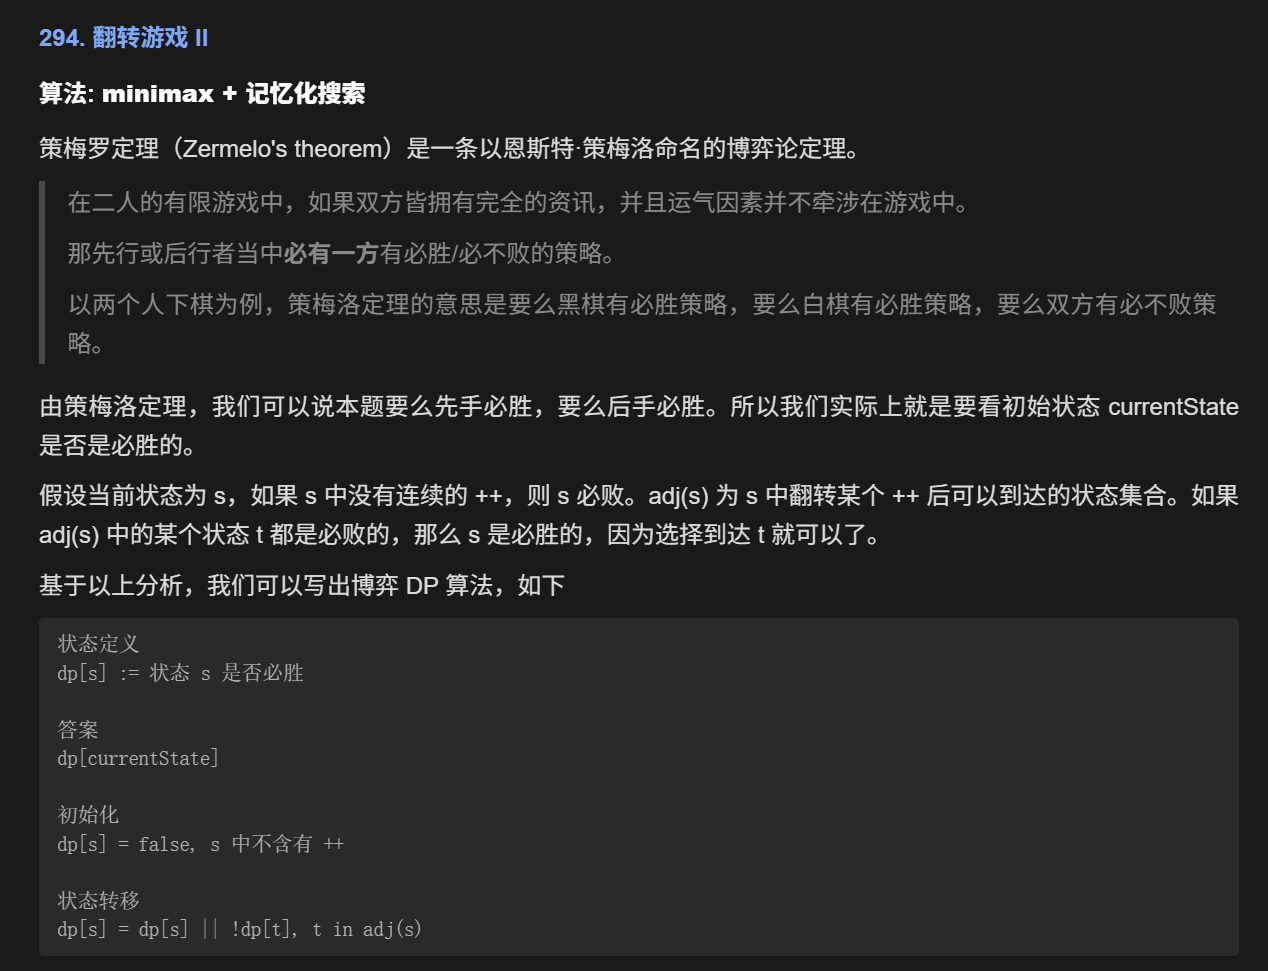 294. 翻转游戏 II
算法: minimax + 记忆化搜索
策梅罗定理（Zermelo's theorem）是一条以恩斯特·策梅洛命名的博弈论定理。
在二人的有限游戏中，如果双方皆拥有完全的资讯，并且运气因素并不牵涉在游戏中。
那先行或后行者当中必有一方有必胜/必不败的策略。
以两个人下棋为例，策梅洛定理的意思是要么黑棋有必胜策略，要么白棋有必胜策略，要么双方有必不败策
略。
由策梅洛定理，我们可以说本题要么先手必胜，要么后手必胜。所以我们实际上就是要看初始状态 currentState
是否是必胜的。
假设当前状态为 s，如果 s 中没有连续的 ++，则 s 必败。adj(s) 为 s 中翻转某个 ++ 后可以到达的状态集合。如果
adj(s) 中的某个状态 t 都是必败的，那么 s 是必胜的，因为选择到达 t 就可以了。
基于以上分析，我们可以写出博弈 DP 算法，如下
状态定义
dp[s] := 状态 s 是否必胜
答案
dp[currentState]
初始化
dp[s] = false, s 中不含有 ++
状态转移
dp[s] = dp[s] || !dp[t], t in adj(s)